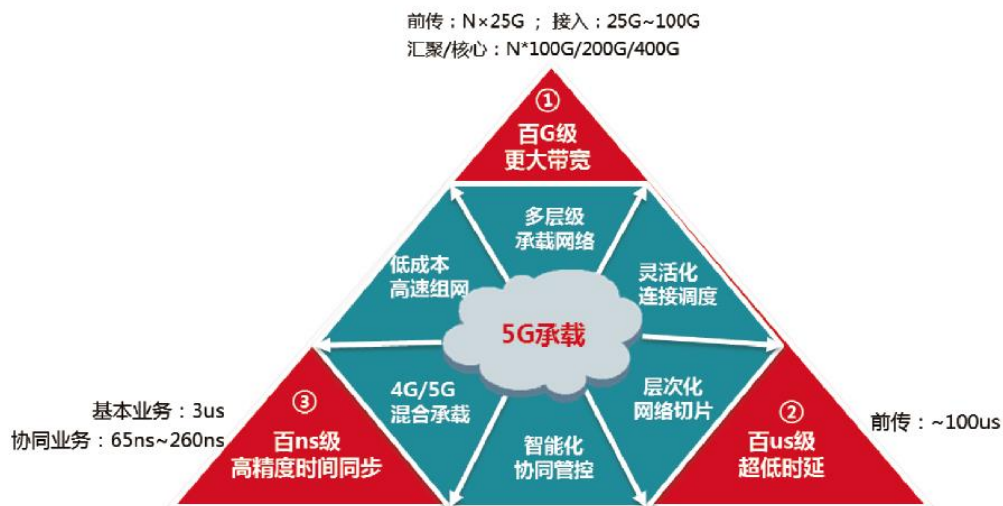 前传：N×25G ； 接入：25G~100G
汇聚/核心：N*100G/200G/400G
①
百G级
更大带宽
多层级
承载网络
低成本
高速组网
灵活化
连接调度
5G承载
4G/5G
混合承载
层次化
网络切片
智能化
协同管控
③
百ns级
高精度时间同步
基本业务：3us
协同业务：65ns~260ns
②
百us级
超低时延
前传：~100us